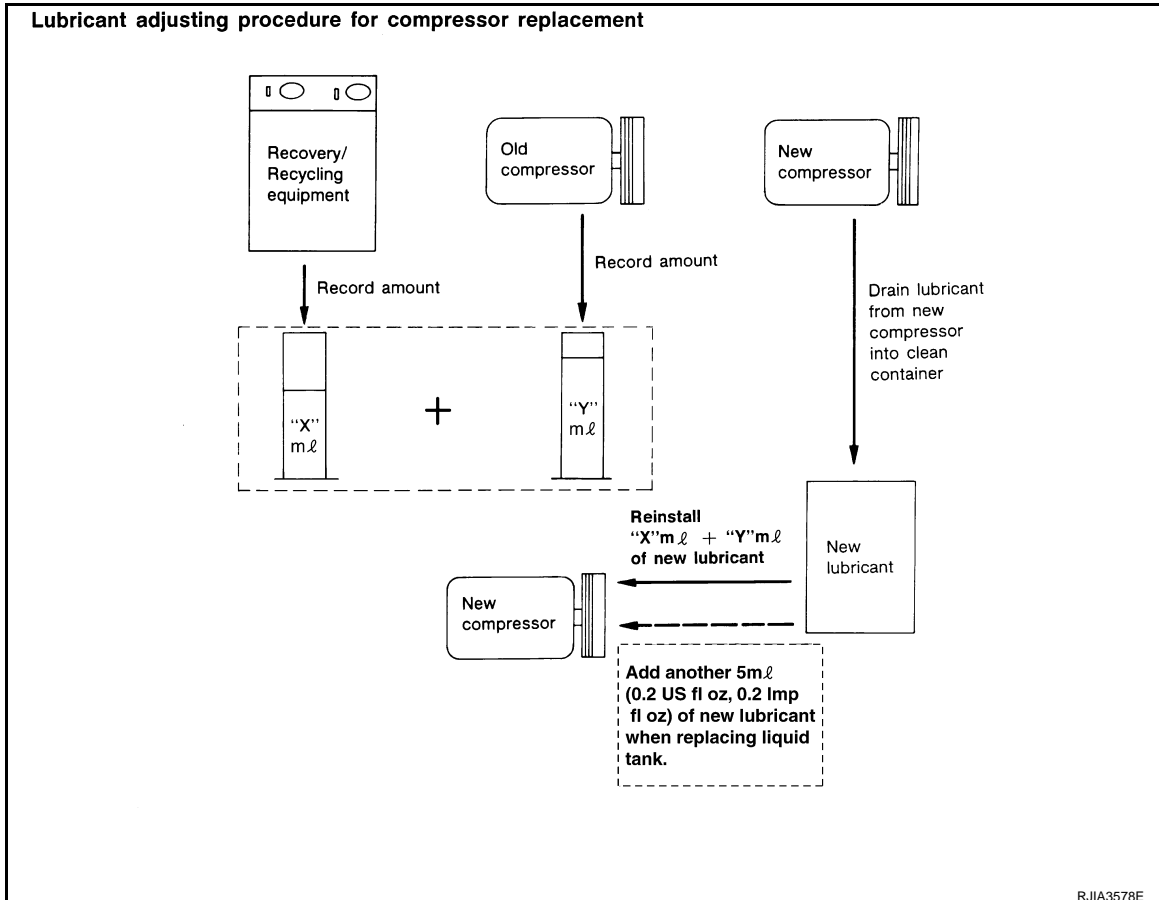 Lubricant adjusting procedure for compressor replacement
Recovery/
Recycling
equipment
Old
compressor
New
compressor
Record amount
Record amount
Drain lubricant
from new
compressor
into clean
container
“X”
mℓ
+
“Y”
mℓ
Reinstall
“X”mℓ + “Y”mℓ
of new lubricant
New
lubricant
New
compressor
Add another 5mℓ
(0.2 US fl oz, 0.2 Imp
fl oz) of new lubricant
when replacing liquid
tank.
RJIA3578E